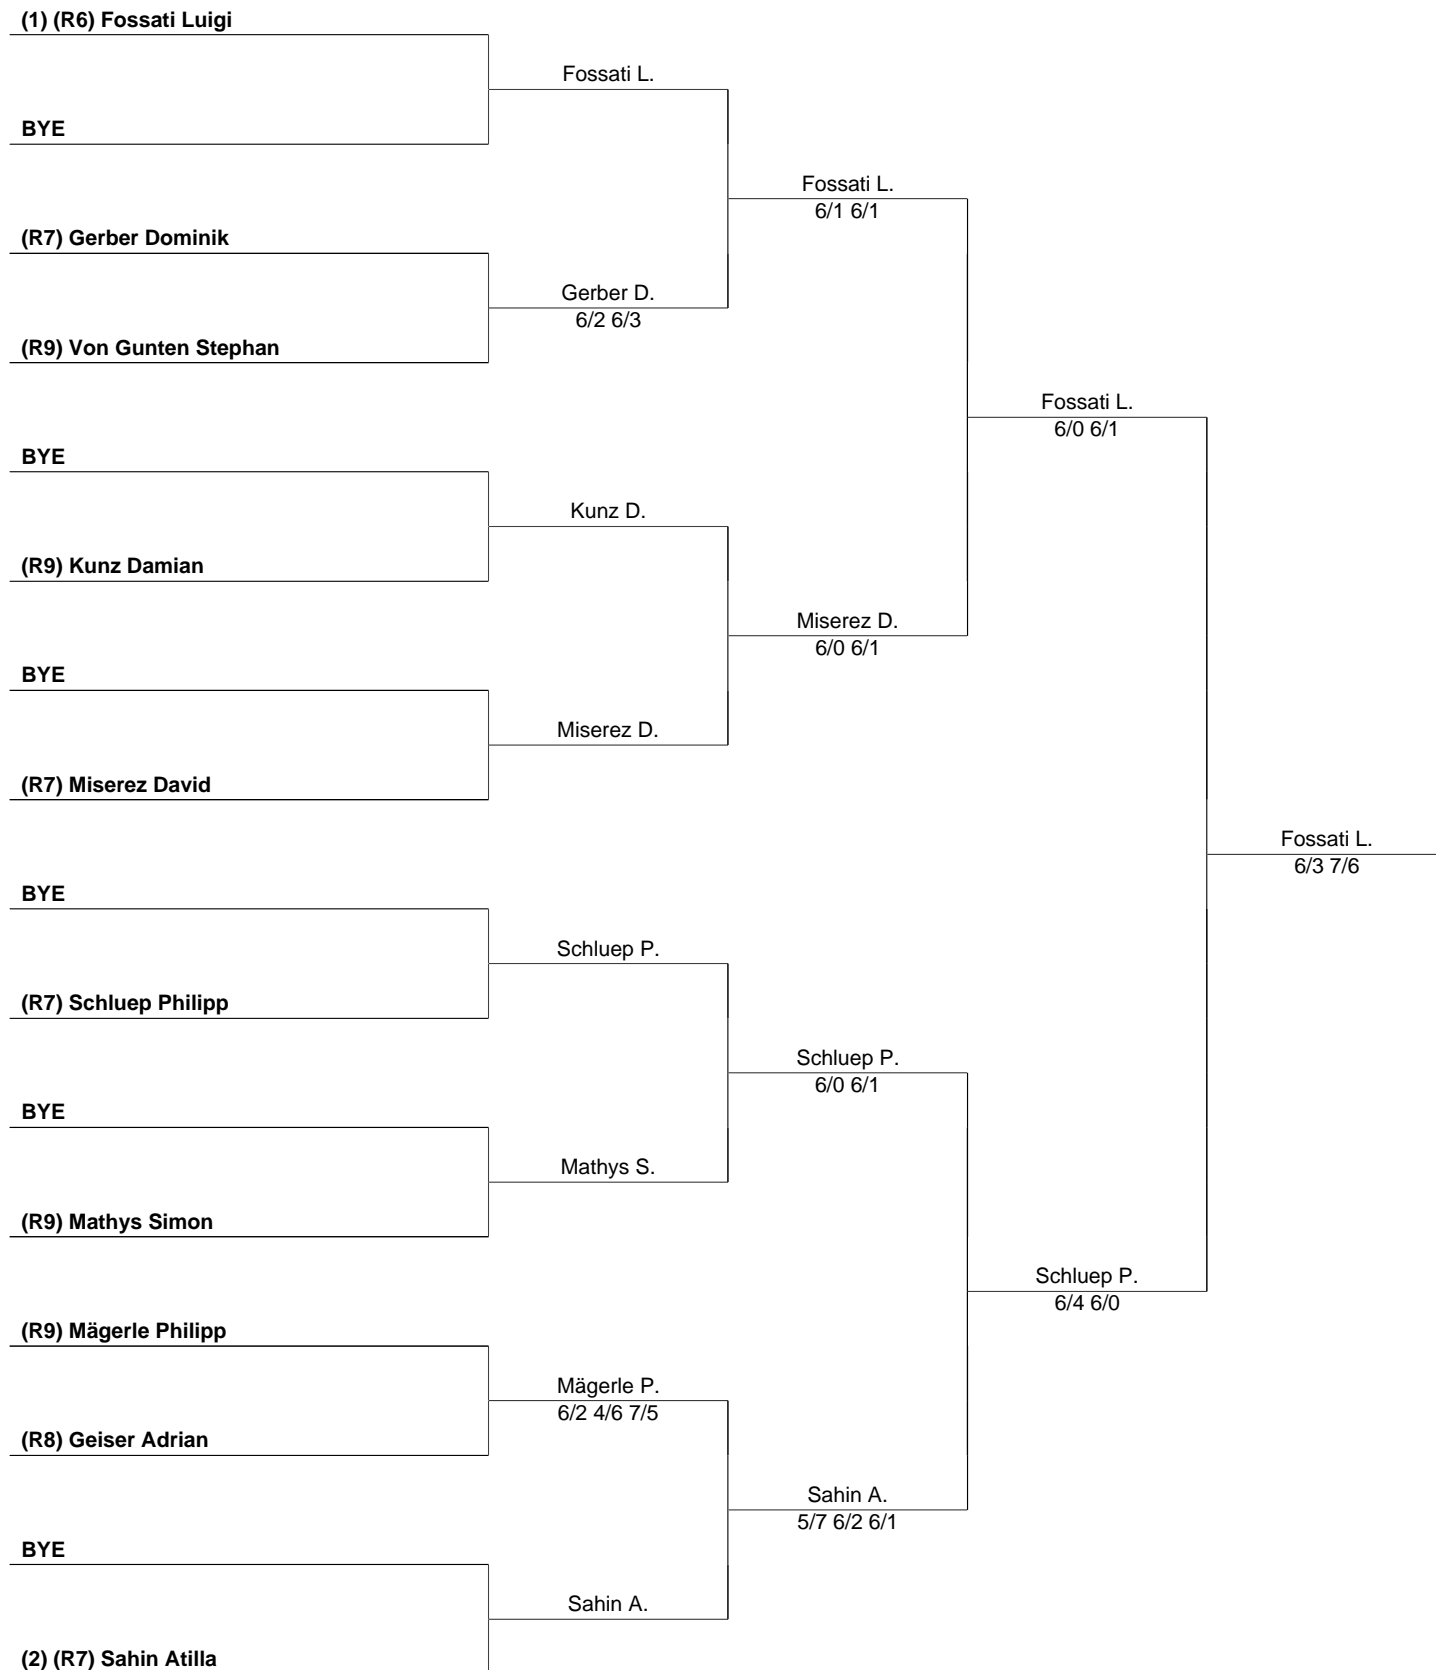 (1) (R6) Fossati Luigi
Fossati L.
BYE
Fossati L.
6/1 6/1
(R7) Gerber Dominik
Gerber D.
6/2 6/3
(R9) Von Gunten Stephan
Fossati L.
6/0 6/1
BYE
Kunz D.
(R9) Kunz Damian
Miserez D.
6/0 6/1
BYE
Miserez D.
(R7) Miserez David
Fossati L.
6/3 7/6
BYE
Schluep P.
(R7) Schluep Philipp
Schluep P.
6/0 6/1
BYE
Mathys S.
(R9) Mathys Simon
Schluep P.
6/4 6/0
(R9) Mägerle Philipp
Mägerle P.
6/2 4/6 7/5
(R8) Geiser Adrian
Sahin A.
5/7 6/2 6/1
BYE
Sahin A.
(2) (R7) Sahin Atilla